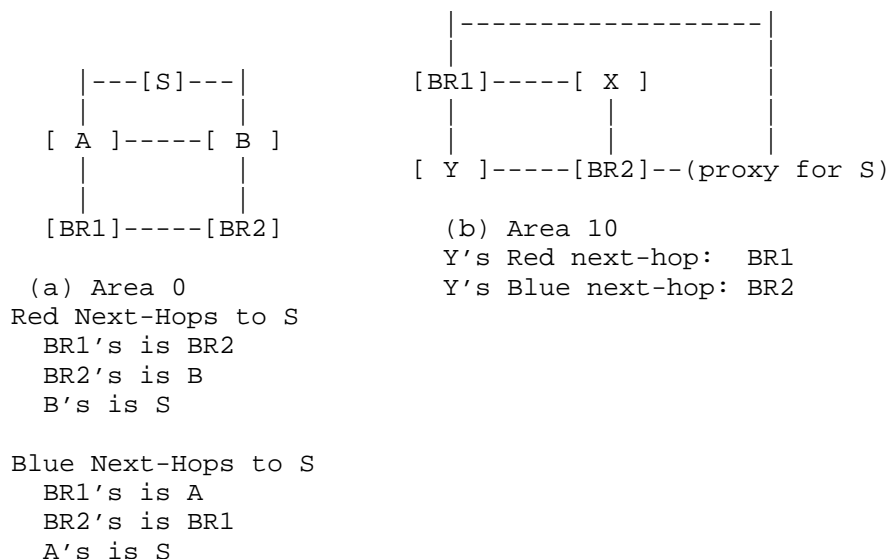 |-------------------|
|---[S]---| [BR1]-----[ X ] |
[ A ]-----[ B ]
[ Y ]-----[BR2]--(proxy for S)
[BR1]-----[BR2]
(b) Area 10
Y's Red next-hop: BR1
(a) Area 0
Y's Blue next-hop: BR2
Red Next-Hops to S
BR1's is BR2
BR2's is B
B's is S
Blue Next-Hops to S
BR1's is A
BR2's is BR1
A's is S